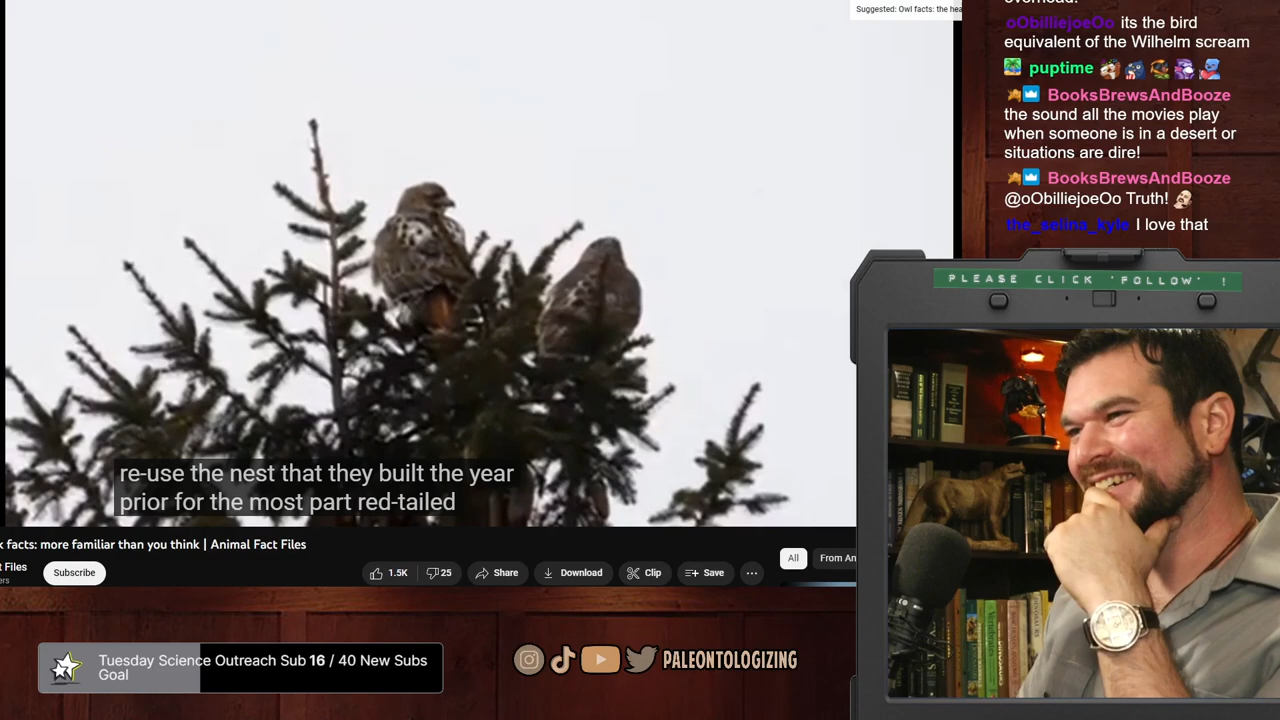 Suggested: Owl facts: the hea
oObilliejoeOo its the bird
equivalent of the Wilhelm scream
puptime
BooksBrewsAndBooze
the sound all the movies play
when someone is in a desert or
situations are dire!
BooksBrewsAndBooze
@oObilliejoeOo Truth!
the_selina_kyle I love that
PLEASE CLICK 'FOLLOW' !
re-use the nest that they built the year
prior for the most part red-tailed
facts: more familiar than you think | Animal Fact Files
t Files
Subscribe
1.5K
25
Share
Download
Clip
Save
...
All
From An
Tuesday Science Outreach Sub 16 / 40 New Subs
Goal
PALEONTOLOGIZING